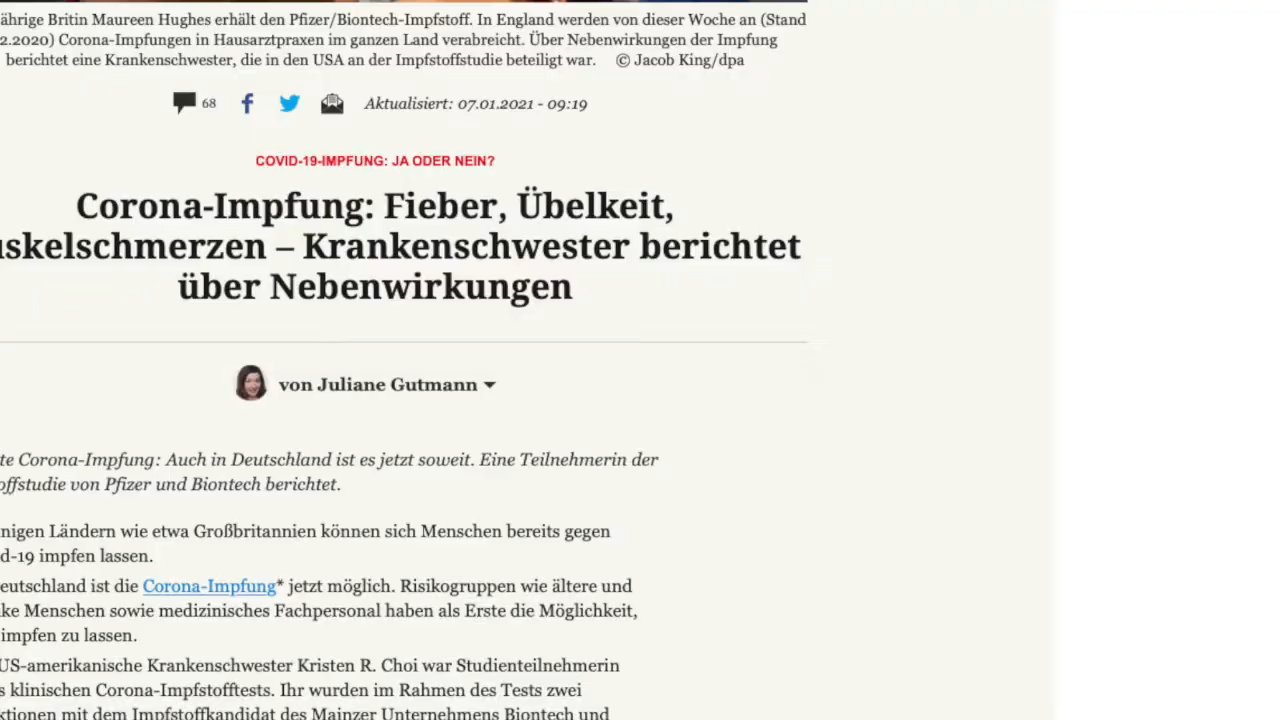 ährige Britin Maureen Hughes erhält den Pfizer/Biontech-Impfstoff. In England werden von dieser Woche an (Stand
2.2020) Corona-Impfungen in Hausarztpraxen im ganzen Land verabreicht. Über Nebenwirkungen der Impfung
berichtet eine Krankenschwester, die in den USA an der Impfstoffstudie beteiligt war. © Jacob King/dpa
68 Aktualisiert: 07.01.2021 - 09:19
COVID-19-IMPFUNG: JA ODER NEIN?
Corona-Impfung: Fieber, Übelkeit,
uskelschmerzen – Krankenschwester berichtet
über Nebenwirkungen
von Juliane Gutmann
te Corona-Impfung: Auch in Deutschland ist es jetzt soweit. Eine Teilnehmerin der
offstudie von Pfizer und Biontech berichtet.
nigen Ländern wie etwa Großbritannien können sich Menschen bereits gegen
d-19 impfen lassen.
eutschland ist die Corona-Impfung* jetzt möglich. Risikogruppen wie ältere und
ke Menschen sowie medizinisches Fachpersonal haben als Erste die Möglichkeit,
impfen zu lassen.
US-amerikanische Krankenschwester Kristen R. Choi war Studienteilnehmerin
s klinischen Corona-Impfstofftests. Ihr wurden im Rahmen des Tests zwei
ktionen mit dem Impfstoffkandidat des Mainzer Unternehmens Biontech und